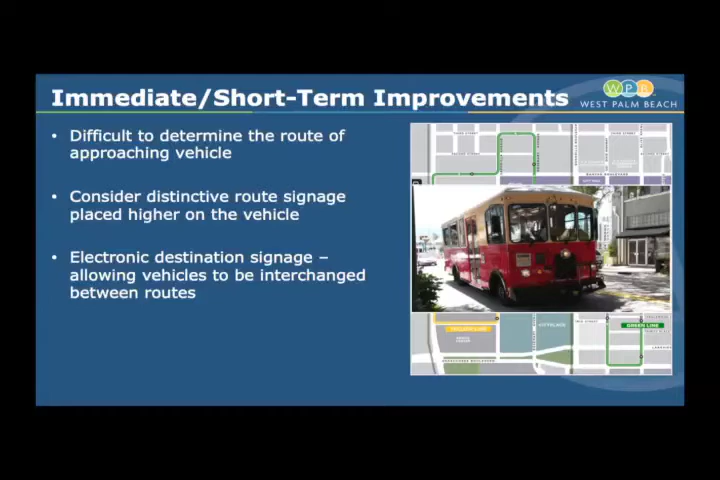 Immediate/Short-Term Improvements
WPB
WEST PALM BEACH
• Difficult to determine the route of
approaching vehicle
• Consider distinctive route signage
placed higher on the vehicle
• Electronic destination signage –
allowing vehicles to be interchanged
between routes
GREEN LINE